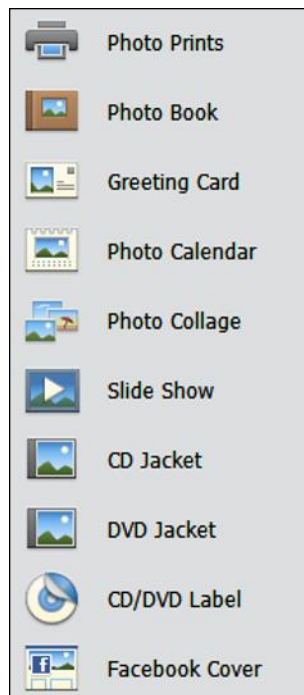 Photo Prints
Photo Book
Greeting Card
Photo Calendar
Photo Collage
Slide Show
CD Jacket
DVD Jacket
CD/DVD Label
f
Facebook Cover